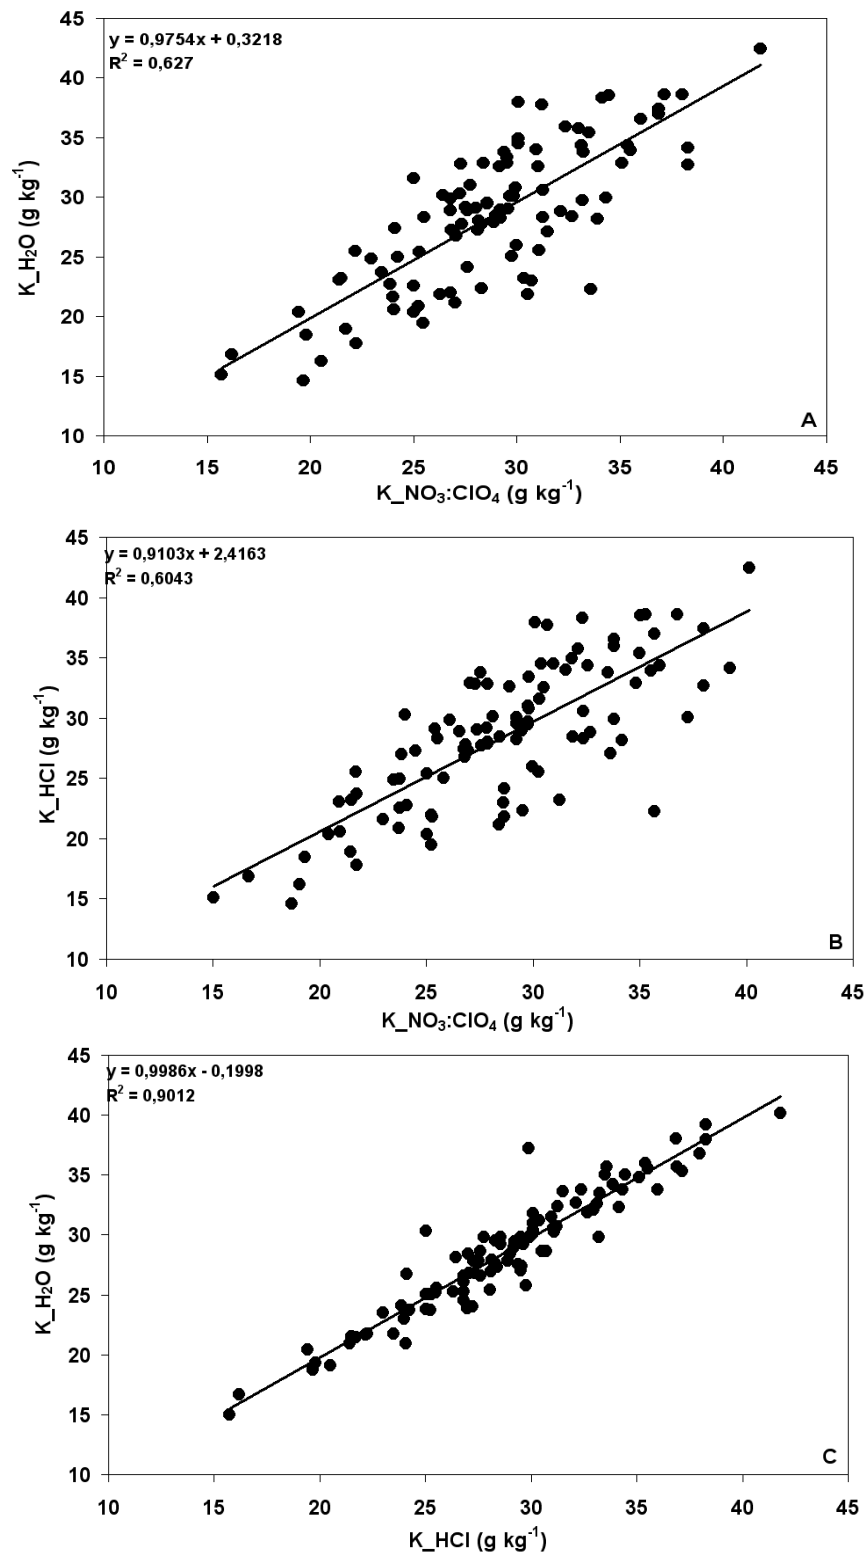 45
y = 0,9754x + 0,3218
R² = 0,627
40
35
30
25
20
15
10
K_H₂O (g kg⁻¹)
A
10 15 20 25 30 35 40 45
K_NO₃:ClO₄ (g kg⁻¹)
45
y = 0,9103x + 2,4163
R² = 0,6043
40
35
30
25
20
15
10
K_HCl (g kg⁻¹)
B
10 15 20 25 30 35 40 45
K_NO₃:ClO₄ (g kg⁻¹)
45
y = 0,9986x - 0,1998
R² = 0,9012
40
35
30
25
20
15
10
K_H₂O (g kg⁻¹)
C
10 15 20 25 30 35 40 45
K_HCl (g kg⁻¹)